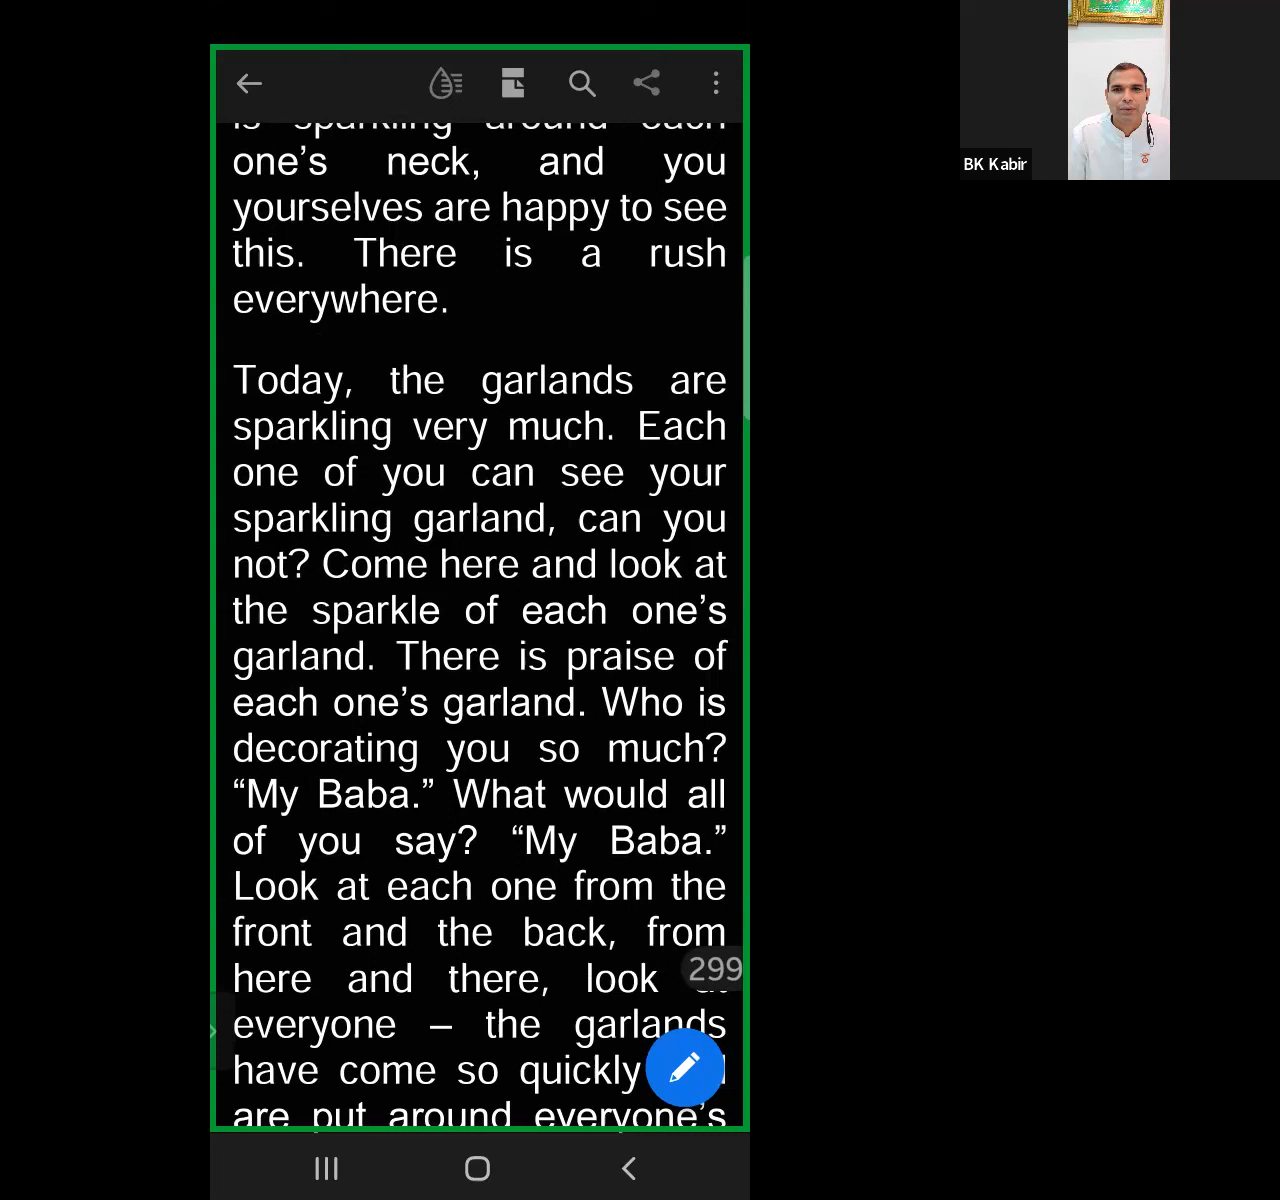 is sparkling around each
one’s neck, and you
yourselves are happy to see
this. There is a rush
everywhere.
Today, the garlands are
sparkling very much. Each
one of you can see your
sparkling garland, can you
not? Come here and look at
the sparkle of each one’s
garland. There is praise of
each one’s garland. Who is
decorating you so much?
“My Baba.” What would all
of you say? “My Baba.”
Look at each one from the
front and the back, from
here and there, look
299
everyone – the garlands
have come so quickly
are put around everyone’s
BK Kabir